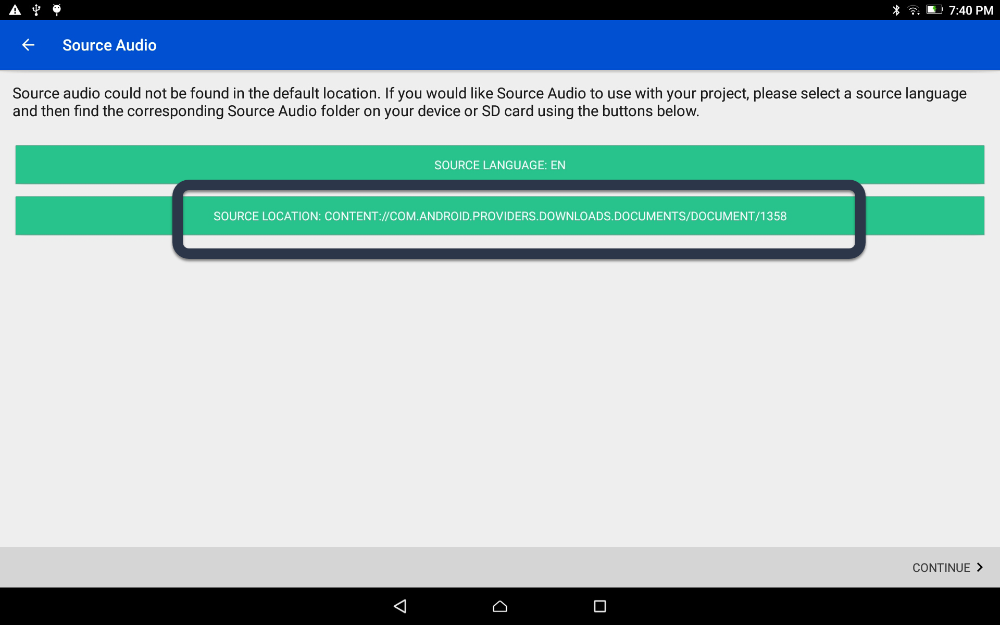 7:40 PM
Source Audio
Source audio could not be found in the default location. If you would like Source Audio to use with your project, please select a source language
and then find the corresponding Source Audio folder on your device or SD card using the buttons below.
SOURCE LANGUAGE: EN
SOURCE LOCATION: CONTENT://COM.ANDROID.PROVIDERS.DOWNLOADS.DOCUMENTS/DOCUMENT/1358
CONTINUE